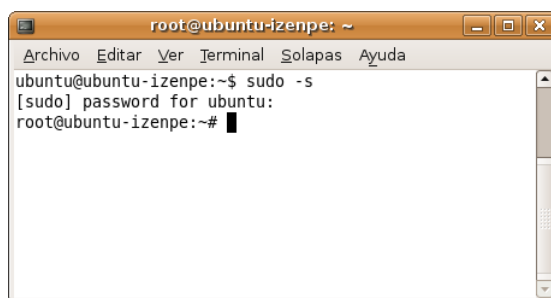 root@ubuntu-izenpe: ~
Archivo Editar Ver Terminal Solapas Ayuda
ubuntu@ubuntu-izenpe:~$ sudo -s
[sudo] password for ubuntu:
root@ubuntu-izenpe:~#